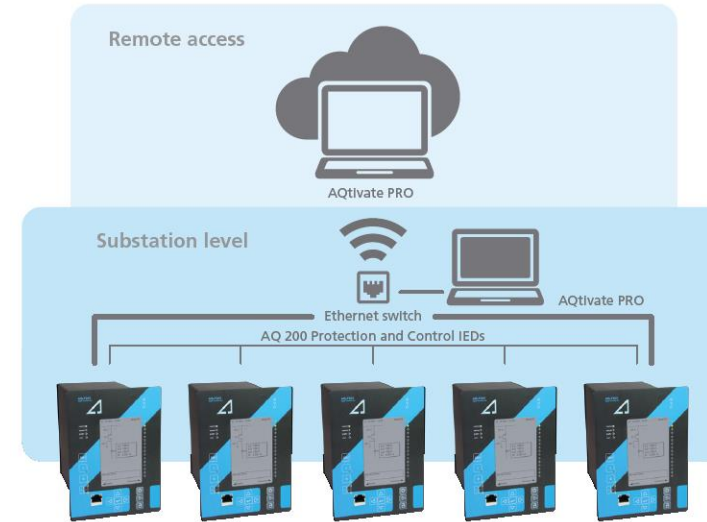 Remote access
AQtivate PRO
Substation level
AQtivate PRO
Ethernet switch
AQ 200 Protection and Control IEDs